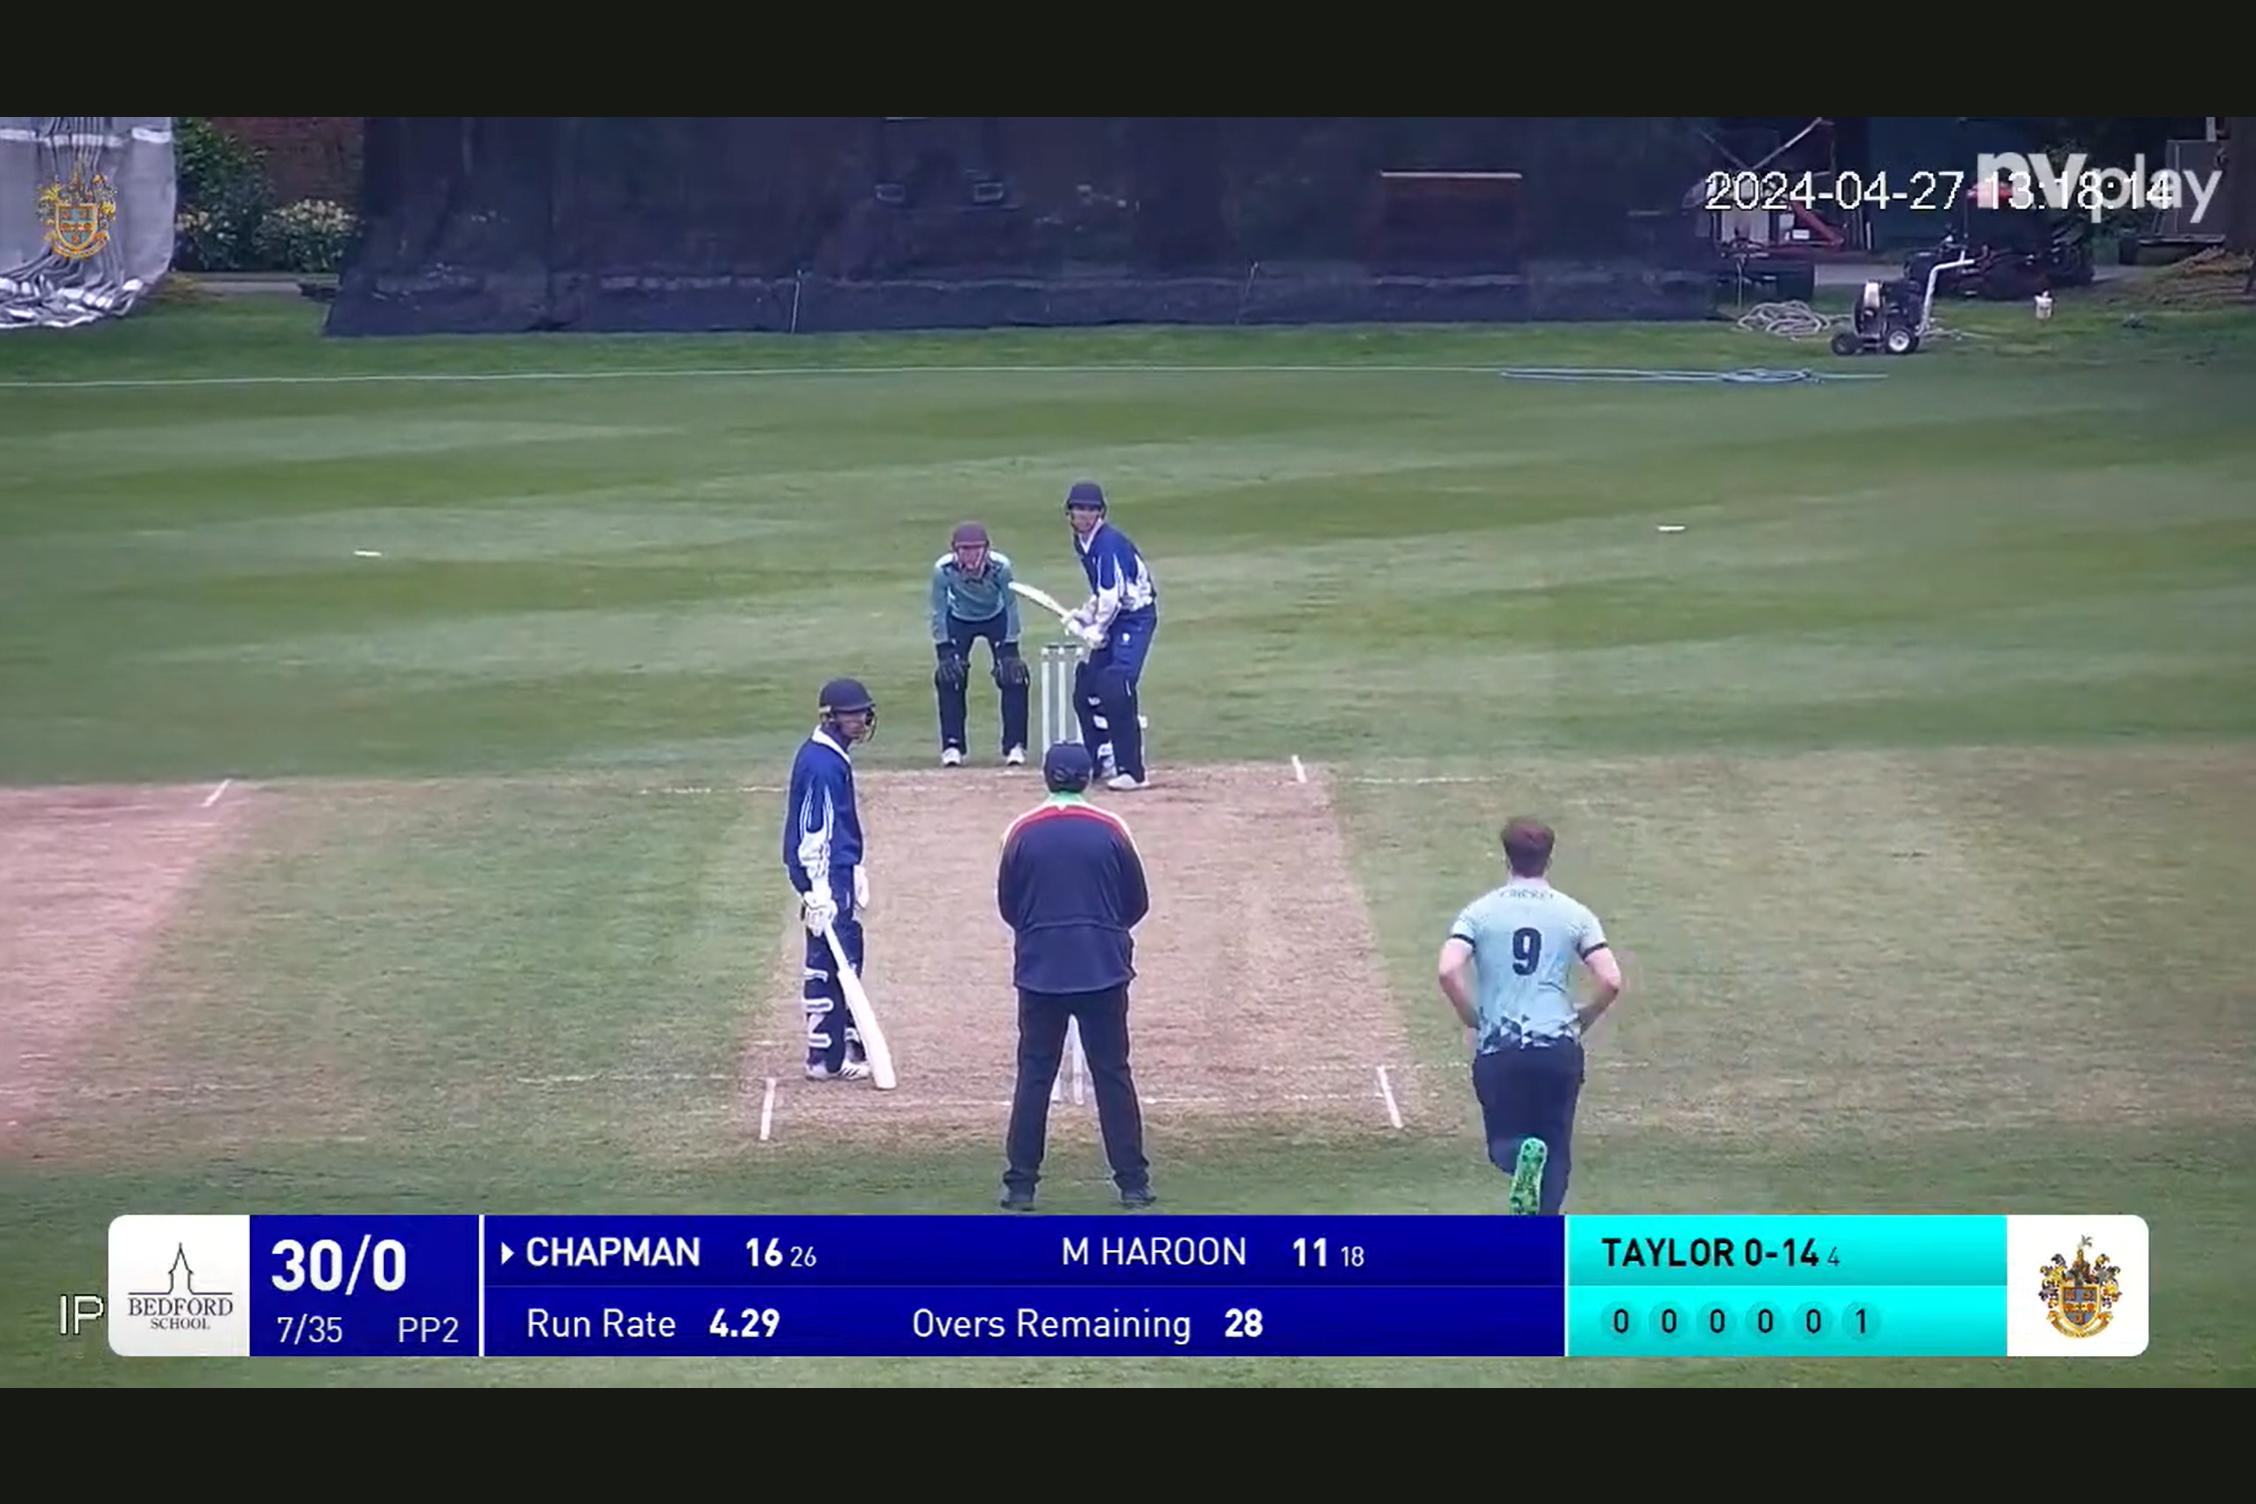 2024-04-27 13:18:14
nvplay
CRICKET
9
IP
BEDFORD
SCHOOL
30/0
7/35 PP2
CHAPMAN 16 26 M HAROON 11 18
Run Rate 4.29 Overs Remaining 28
TAYLOR 0-14 4
0 0 0 0 0 1